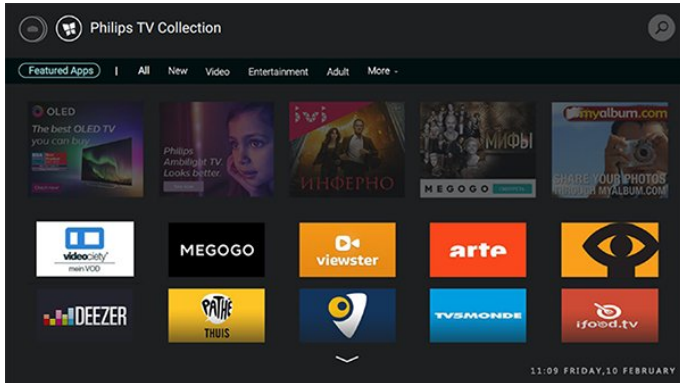 Philips TV Collection
Featured Apps | All New Video Entertainment Adult More
OLED
The best OLED TV
you can buy
Philips
Ambilight TV
Looks better.
ivi
ИНФЕРНО
МИФЫ
MEGOGO
myalbum.com
SHARE YOUR PHOTOS
THROUGH MYALBUM.COM
videociety
mein VOD
MEGOGO
viewster
arte
DEEZER
PATHÉ
THUIS
TV5MONDE
ifood.tv
11:09 FRIDAY,10 FEBRUARY